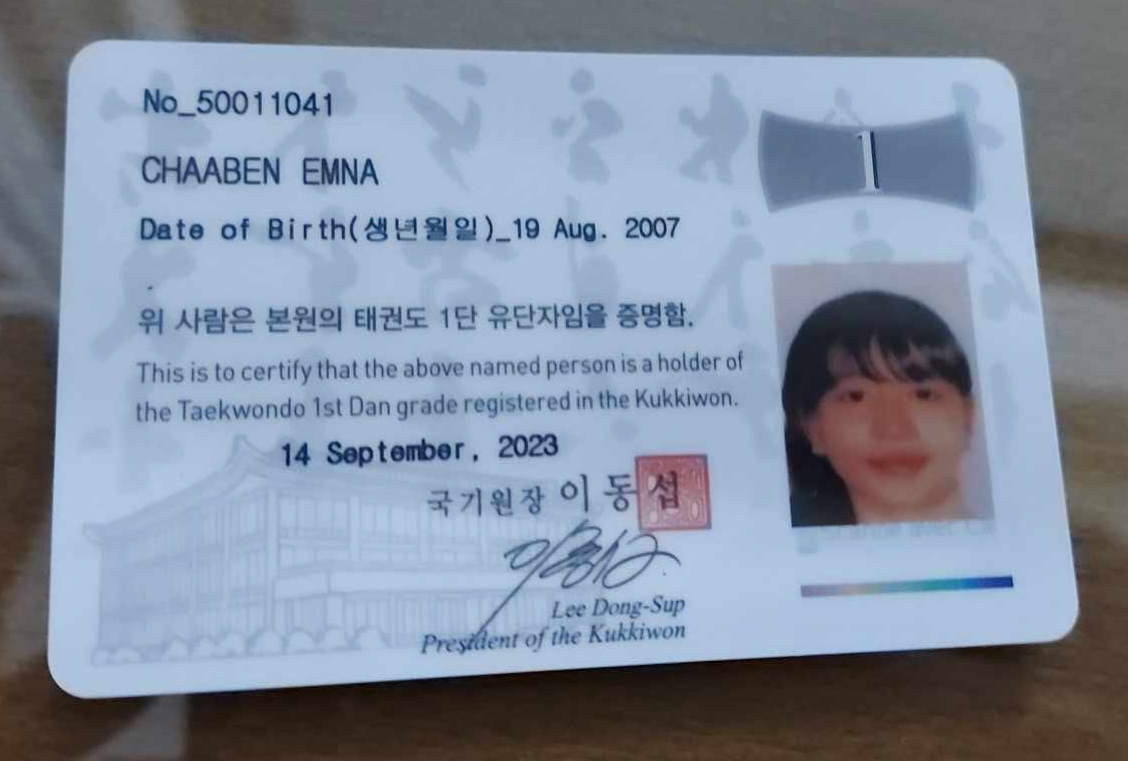 No_50011041
1
CHAABEN EMNA
Date of Birth(생년월일)_19 Aug. 2007
.
위 사람은 본원의 태권도 1단 유단자임을 증명함.
This is to certify that the above named person is a holder of
the Taekwondo 1st Dan grade registered in the Kukkiwon.
14 September, 2023
국기원장 이동섭
Lee Dong-Sup
President of the Kukkiwon